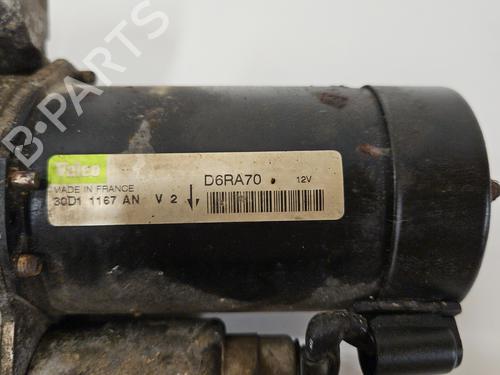 B-PARTS
Valeo
MADE IN FRANCE
30D1 1167 AN V 2
D6RA70 12V